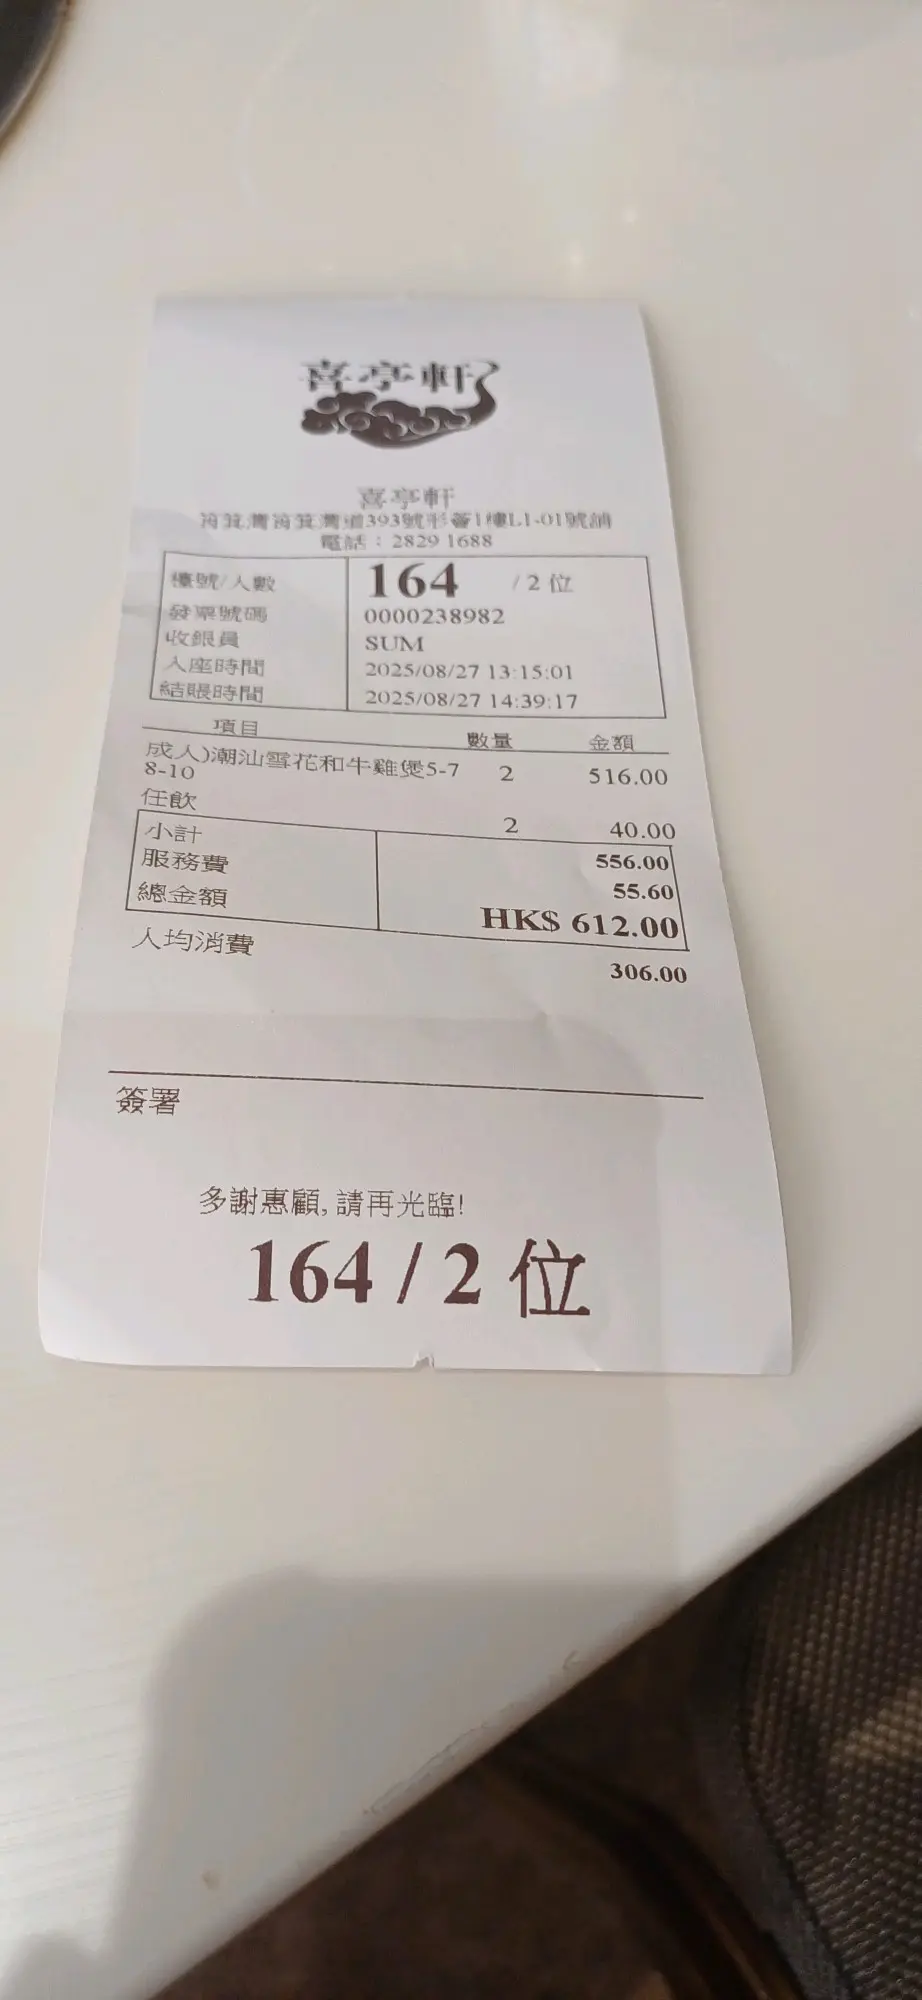 喜亭軒
喜亭軒
筲箕灣筲箕灣道393號形薈1樓L1-01號舖
電話：2829 1688
檯號/人數 164 /2 位
發票號碼 0000238982
收銀員 SUM
入座時間 2025/08/27 13:15:01
結賬時間 2025/08/27 14:39:17
項目 數量 金額
成人)潮汕雪花和牛雞煲5-7 2 516.00
8-10
任飲 2 40.00
小計 556.00
服務費 55.60
總金額 HK$ 612.00
人均消費 306.00
簽署
多謝惠顧, 請再光臨!
164 / 2 位